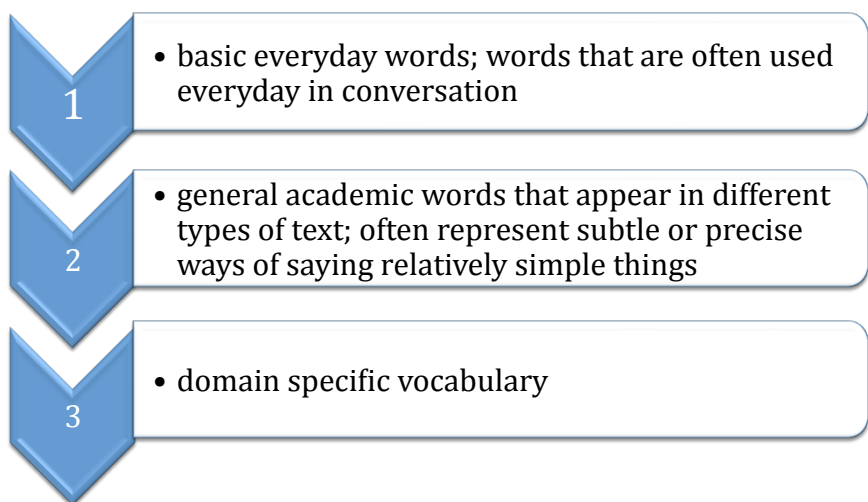 1
• basic everyday words; words that are often used
everyday in conversation
2
• general academic words that appear in different
types of text; often represent subtle or precise
ways of saying relatively simple things
3
• domain specific vocabulary